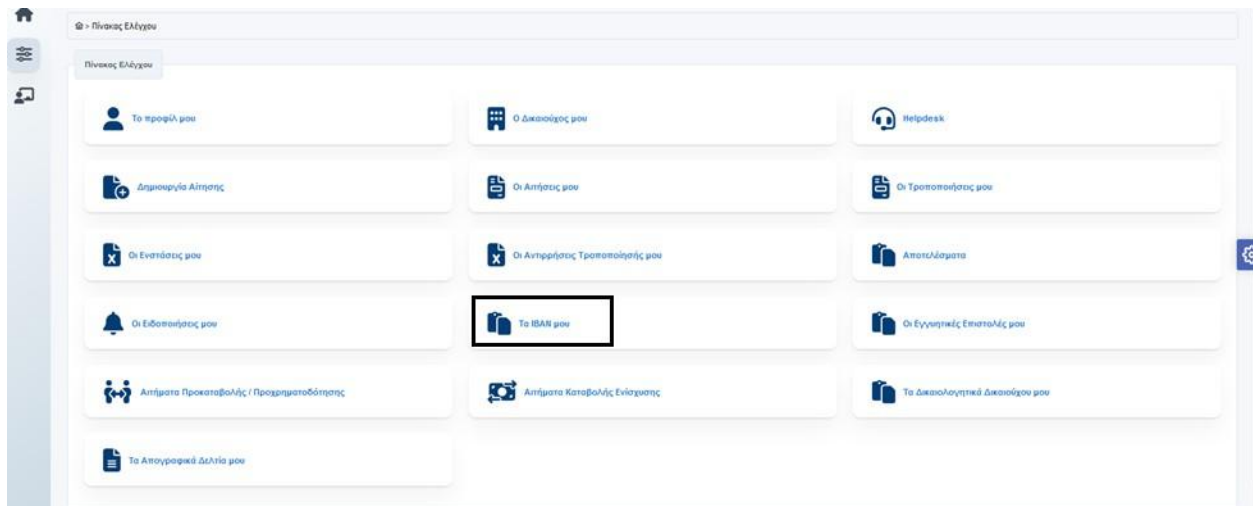 > Πίνακας Ελέγχου
Πίνακας Ελέγχου
Το προφίλ μου
Ο Δικαιούχος μου
Helpdesk
Δημιουργία Αίτησης
Οι Αιτήσεις μου
Οι Τροποποιήσεις μου
Οι Ενστάσεις μου
Οι Αντιρρήσεις Τροποποίησής μου
Αποτελέσματα
Οι Ειδοποιήσεις μου
Τα IBAN μου
Οι Εγγυητικές Επιστολές μου
Αιτήματα Προκαταβολής / Προχρηματοδότησης
Αιτήματα Καταβολής Ενίσχυσης
Τα Δικαιολογητικά Δικαιούχου μου
Τα Απογραφικά Δελτία μου